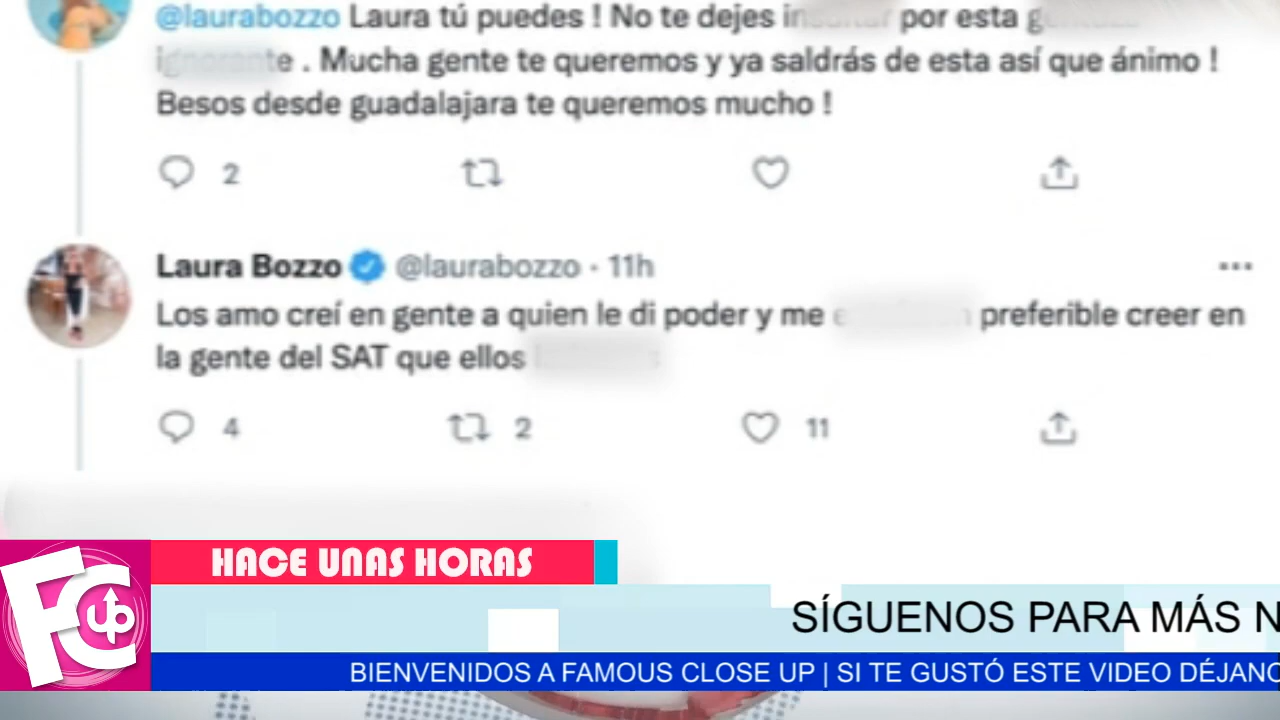 @laurabozzo Laura tú puedes ! No te dejes por esta
. Mucha gente te queremos y ya saldrás de esta así que ánimo !
Besos desde guadalajara te queremos mucho !
2
Laura Bozzo @laurabozzo · 11h
Los amo creí en gente a quien le di poder y me preferible creer en
la gente del SAT que ellos
4 2 11
HACE UNAS HORAS
FC up
SÍGUENOS PARA MÁS N
BIENVENIDOS A FAMOUS CLOSE UP | SI TE GUSTÓ ESTE VIDEO DÉJANO